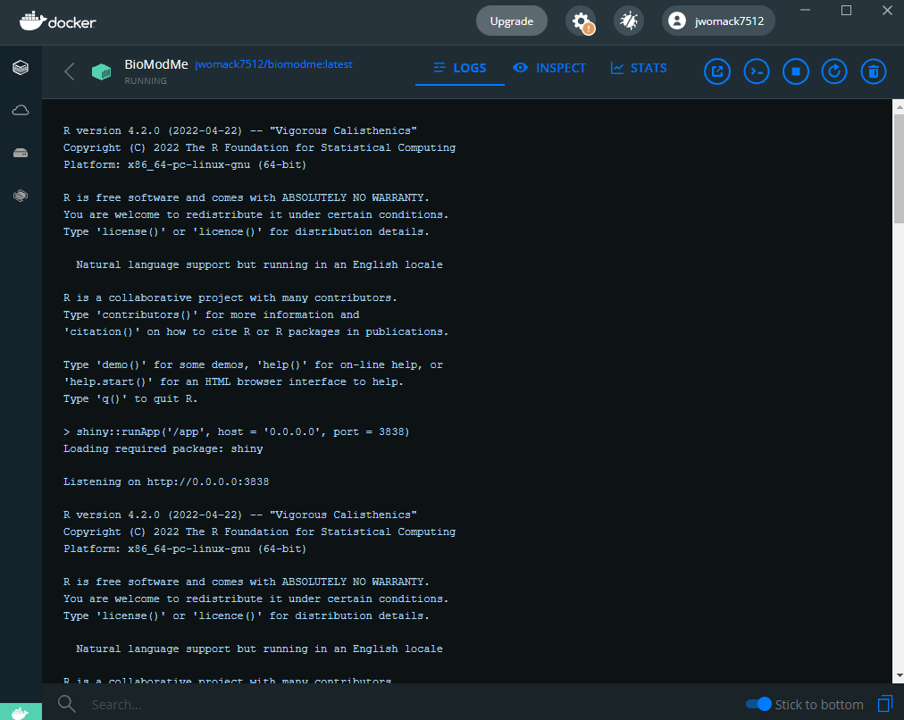 docker
Upgrade
jwomack7512
BioModMe jwomack7512/biomodme:latest
RUNNING
LOGS
INSPECT
STATS
R version 4.2.0 (2022-04-22) -- "Vigorous Calisthenics"
Copyright (C) 2022 The R Foundation for Statistical Computing
Platform: x86_64-pc-linux-gnu (64-bit)
R is free software and comes with ABSOLUTELY NO WARRANTY.
You are welcome to redistribute it under certain conditions.
Type 'license()' or 'licence()' for distribution details.
Natural language support but running in an English locale
R is a collaborative project with many contributors.
Type 'contributors()' for more information and
'citation()' on how to cite R or R packages in publications.
Type 'demo()' for some demos, 'help()' for on-line help, or
'help.start()' for an HTML browser interface to help.
Type 'q()' to quit R.
> shiny::runApp('/app', host = '0.0.0.0', port = 3838)
Loading required package: shiny
Listening on http://0.0.0.0:3838
R version 4.2.0 (2022-04-22) -- "Vigorous Calisthenics"
Copyright (C) 2022 The R Foundation for Statistical Computing
Platform: x86_64-pc-linux-gnu (64-bit)
R is free software and comes with ABSOLUTELY NO WARRANTY.
You are welcome to redistribute it under certain conditions.
Type 'license()' or 'licence()' for distribution details.
Natural language support but running in an English locale
R is a collaborative project with many contributors.
Search...
Stick to bottom